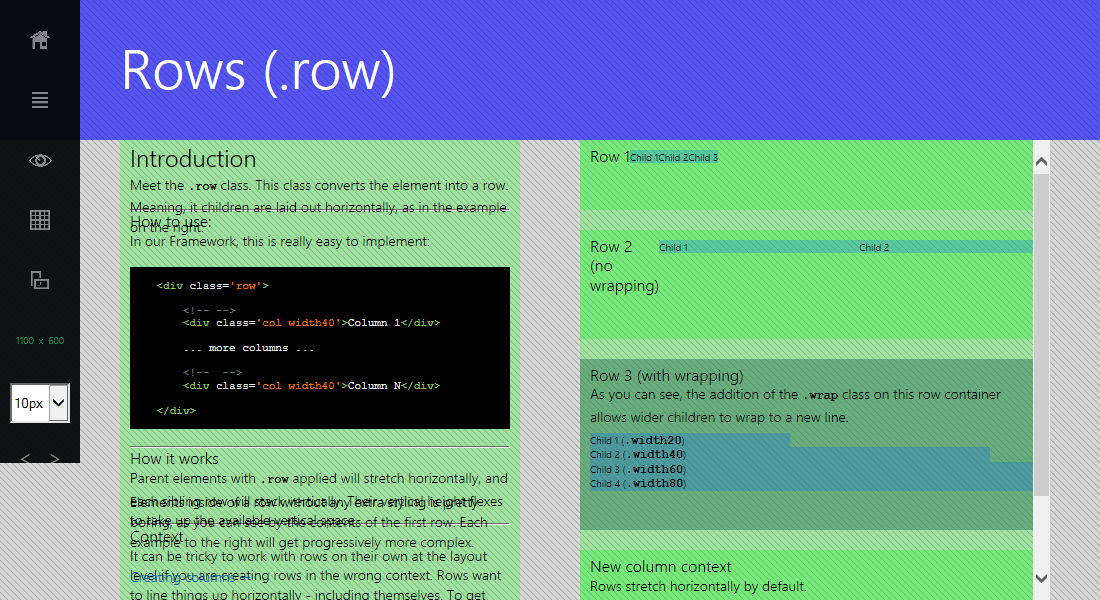 Rows (.row)
1100 x 600
10px
< >
Introduction
Meet the .row class. This class converts the element into a row.
Meaning, it children are laid out horizontally, as in the example
on the right.
How to use:
In our Framework, this is really easy to implement:
<div class='row'>
<!-- -->
<div class='col width40'>Column 1</div>
... more columns ...
<!--  -->
<div class='col width40'>Column N</div>
</div>
How it works
Parent elements with .row applied will stretch horizontally, and
each sibling row will stack vertically. Their vertical height flexes
to take up the available vertical space.
Elements inside of a row without any extra styling is pretty
boring, as you can see by the contents of the first row. Each
example to the right will get progressively more complex.
Context
It can be tricky to work with rows on their own at the layout
level if you are creating rows in the wrong context. Rows want
to line things up horizontally - including themselves. To get
Creating columns
Row 1Child 1Child 2Child 3
Row 2
(no
wrapping)
Child 1 Child 2
Row 3 (with wrapping)
As you can see, the addition of the .wrap class on this row container
allows wider children to wrap to a new line.
Child 1 (.width20)
Child 2 (.width40)
Child 3 (.width60)
Child 4 (.width80)
New column context
Rows stretch horizontally by default.